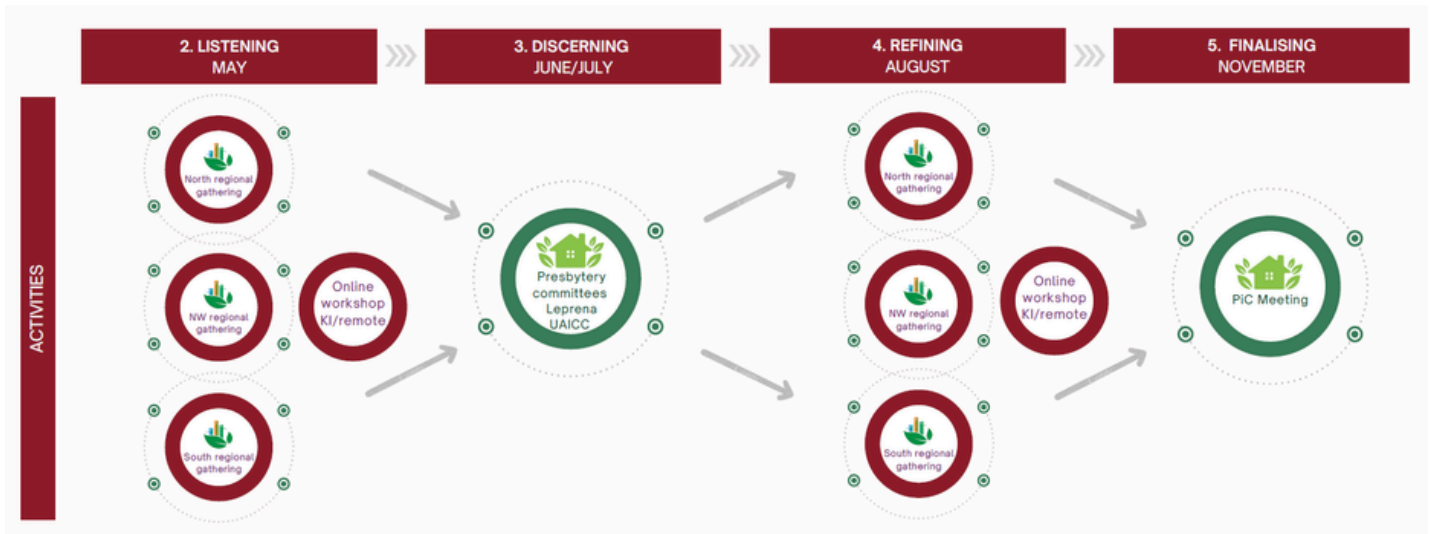 2. LISTENING
MAY
3. DISCERNING
JUNE/JULY
4. REFINING
AUGUST
5. FINALISING
NOVEMBER
ACTIVITIES
North regional
gathering
NW regional
gathering
South regional
gathering
Online
workshop
KI/remote
Presbytery
committees
Leprena
UAICC
North regional
gathering
NW regional
gathering
South regional
gathering
Online
workshop
KI/remote
PiC Meeting